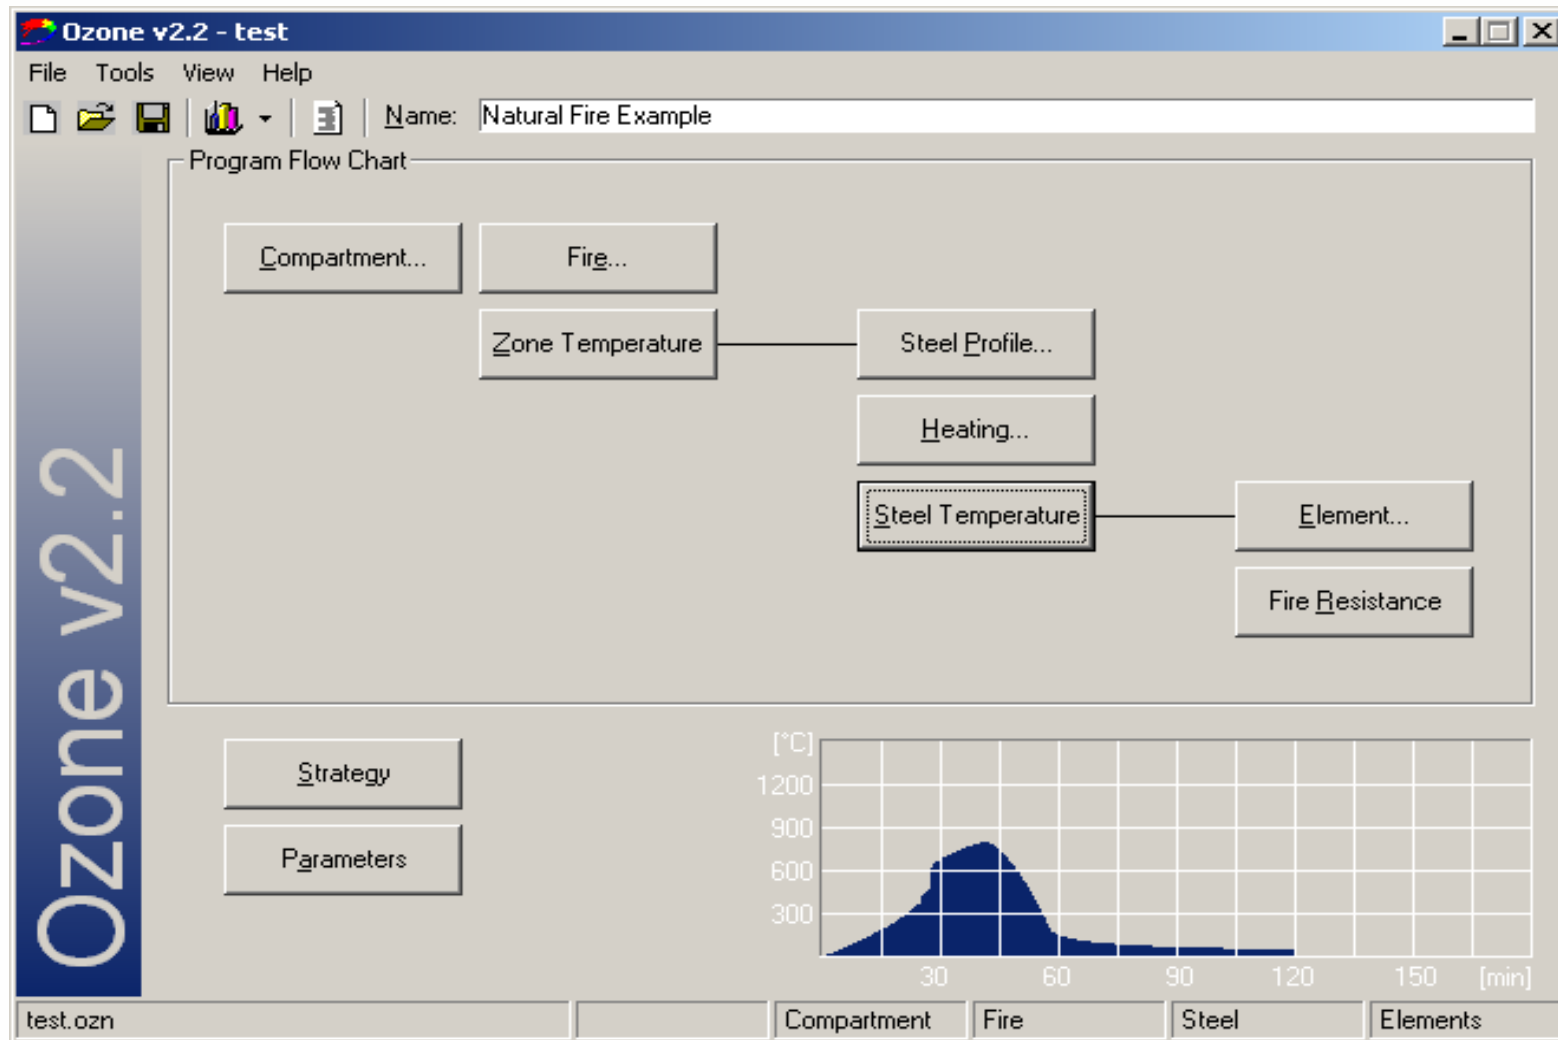 Ozone v2.2 - test
File Tools View Help
Name: Natural Fire Example
Program Flow Chart
Compartment... Fire...
Zone Temperature Steel Profile...
Heating...
Steel Temperature Element...
Fire Resistance
Ozone v2.2
Strategy
Parameters
[°C]
1200
900
600
300
30 60 90 120 150 [min]
test.ozn Compartment Fire Steel Elements